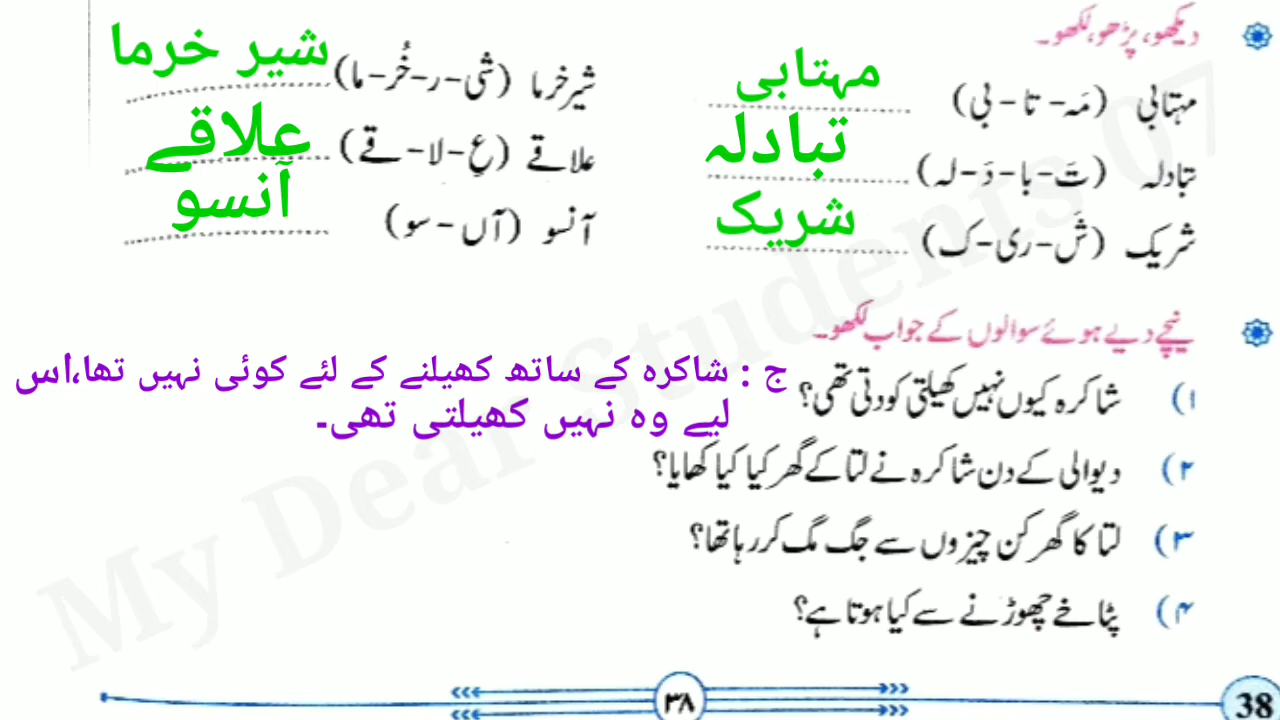 دیکھو، پڑھو، لکھو۔
مہتابی (مَہ - تا - بی) مہتابی
شیر خرما (شی - ر - خُر - ما) شیر خرما
تبادلہ (تَ - با - دَ - لہ) تبادلہ
علاقے (عِ - لا - قے) علاقے
شریک (شَ - ری - ک) شریک
آنسو (آں - سو) آنسو
نیچے دیے ہوئے سوالوں کے جواب لکھو۔
۱) شاکرہ کیوں نہیں کھیلتی کودتی تھی؟
ج : شاکرہ کے ساتھ کھیلنے کے لئے کوئی نہیں تھا،اس
لیے وہ نہیں کھیلتی تھی۔
۲) دیوالی کے دن شاکرہ نے لتا کے گھر کیا کیا کھایا؟
۳) لتا کا گھر کن چیزوں سے جگ مگ کر رہا تھا؟
۴) پٹاخے چھوڑنے سے کیا ہوتا ہے؟
My Dear Students 07
۳۸
38